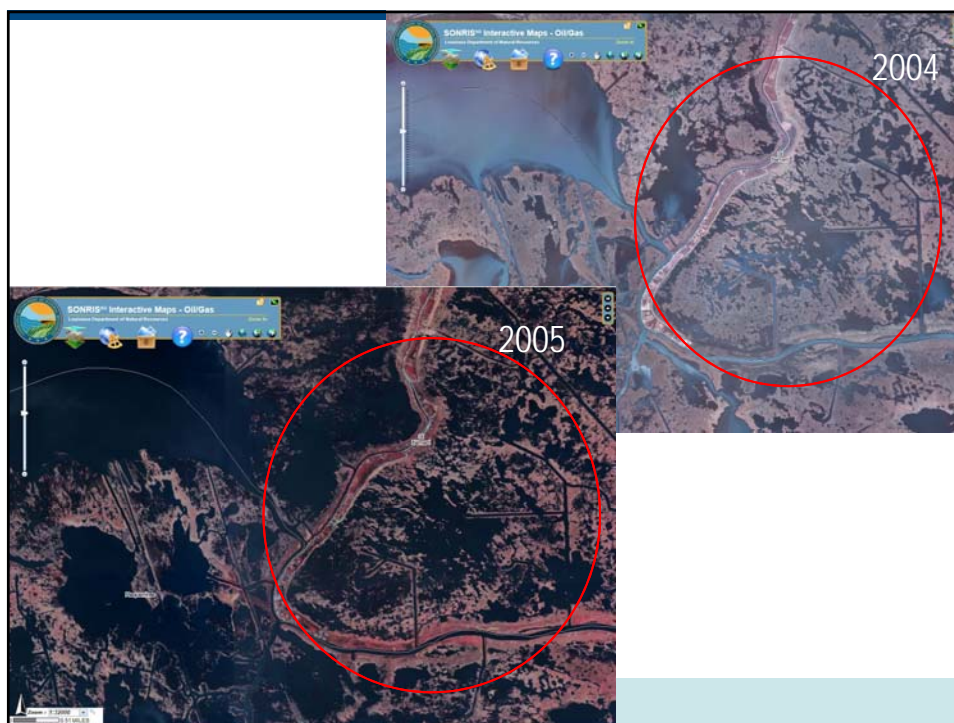 SONRIS Interactive Maps - Oil/Gas
Louisiana Department of Natural Resources
2004
SONRIS Interactive Maps - Oil/Gas
Louisiana Department of Natural Resources
2005